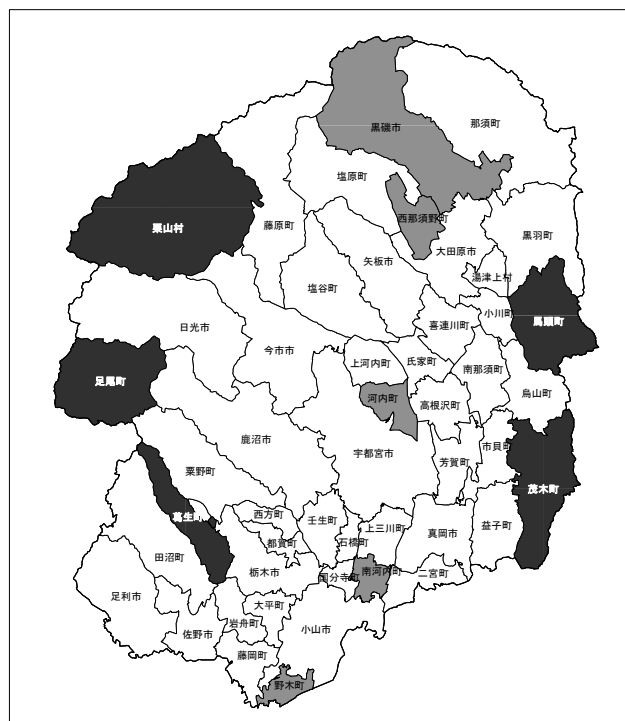 那須町
黒磯市
塩原町
西那須野町
栗山村
藤原町
黒羽町
大田原市
矢板市
湯津上村
塩谷町
小川町
馬頭町
喜連川町
日光市
今市市
上河内町
氏家町
南那須町
足尾町
烏山町
河内町
高根沢町
鹿沼市
宇都宮市
市貝町
芳賀町
粟野町
茂木町
西方町
壬生町
葛生町
上三川町
益子町
真岡市
都賀町
石橋町
田沼町
栃木市
国分寺町
南河内町
二宮町
足利市
大平町
岩舟町
小山市
佐野市
藤岡町
野木町